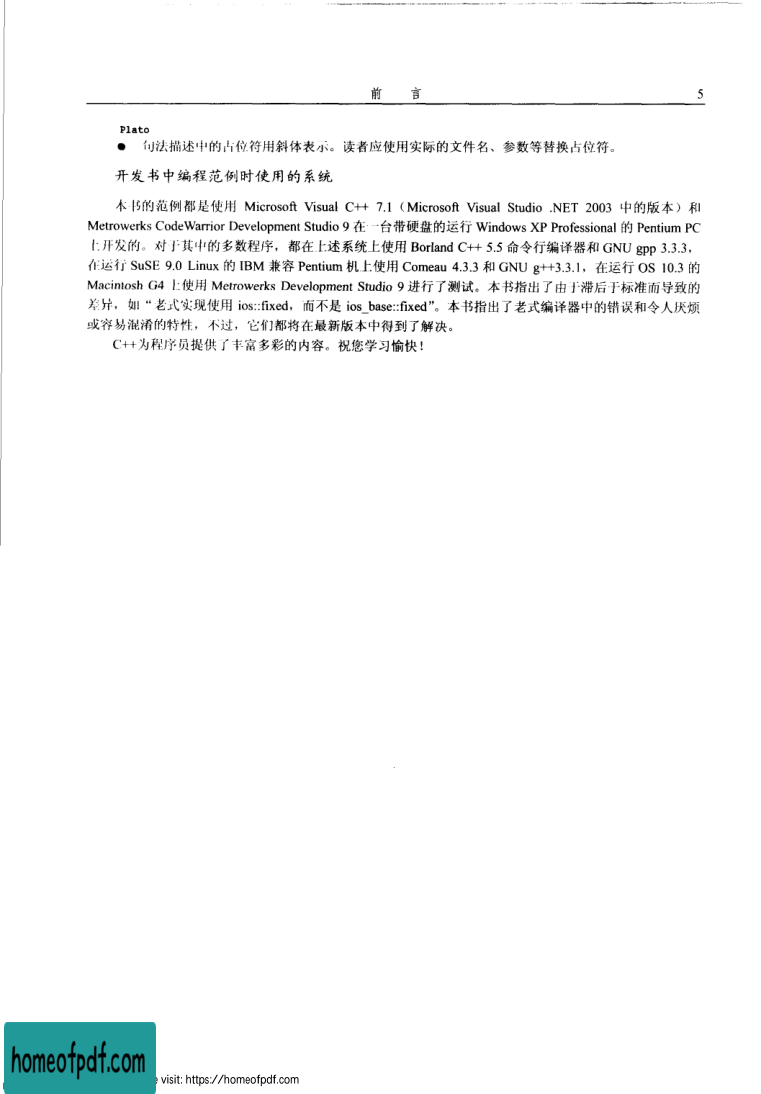 前 言 5
Plato
● 句法描述中的占位符用斜体表示。读者应使用实际的文件名、参数等替换占位符。
开发书中编程范例时使用的系统
本书的范例都是使用 Microsoft Visual C++ 7.1（Microsoft Visual Studio .NET 2003 中的版本）和
Metrowerks CodeWarrior Development Studio 9 在一台带硬盘的运行 Windows XP Professional 的 Pentium PC
上开发的。对于其中的多数程序，都在上述系统上使用 Borland C++ 5.5 命令行编译器和 GNU gpp 3.3.3，
在运行 SuSE 9.0 Linux 的 IBM 兼容 Pentium 机上使用 Comeau 4.3.3 和 GNU g++3.3.1，在运行 OS 10.3 的
Macintosh G4 上使用 Metrowerks Development Studio 9 进行了测试。本书指出了由于滞后于标准而导致的
差异，如“老式实现使用 ios::fixed，而不是 ios_base::fixed”。本书指出了老式编译器中的错误和令人厌烦
或容易混淆的特性，不过，它们都将在最新版本中得到了解决。
C++为程序员提供了丰富多彩的内容。祝您学习愉快！
homeofpdf.com
visit: https://homeofpdf.com